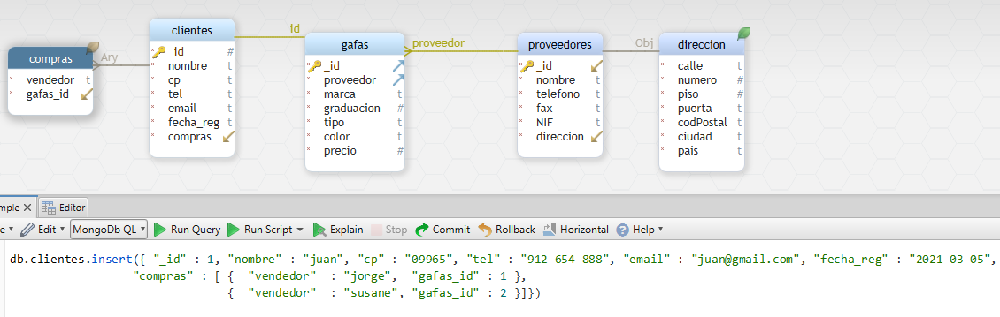 _id
compras
Ary
vendedor t
gafas_id
clientes
_id #
nombre t
cp t
tel t
email t
fecha_reg t
compras
gafas
_id
proveedor
marca t
graduacion #
tipo t
color t
precio #
proveedor
proveedores
_id
nombre t
telefono t
fax t
NIF t
direccion
Obj
direccion
calle t
numero #
piso #
puerta t
codPostal t
ciudad t
pais t
mple Editor
e Edit MongoDb QL Run Query Run Script Explain Stop Commit Rollback Horizontal Help
db.clientes.insert({ "_id" : 1, "nombre" : "juan", "cp" : "09965", "tel" : "912-654-888", "email" : "juan@gmail.com", "fecha_reg" : "2021-03-05",
"compras" : [ { "vendedor" : "jorge", "gafas_id" : 1 },
{ "vendedor" : "susane", "gafas_id" : 2 }]})